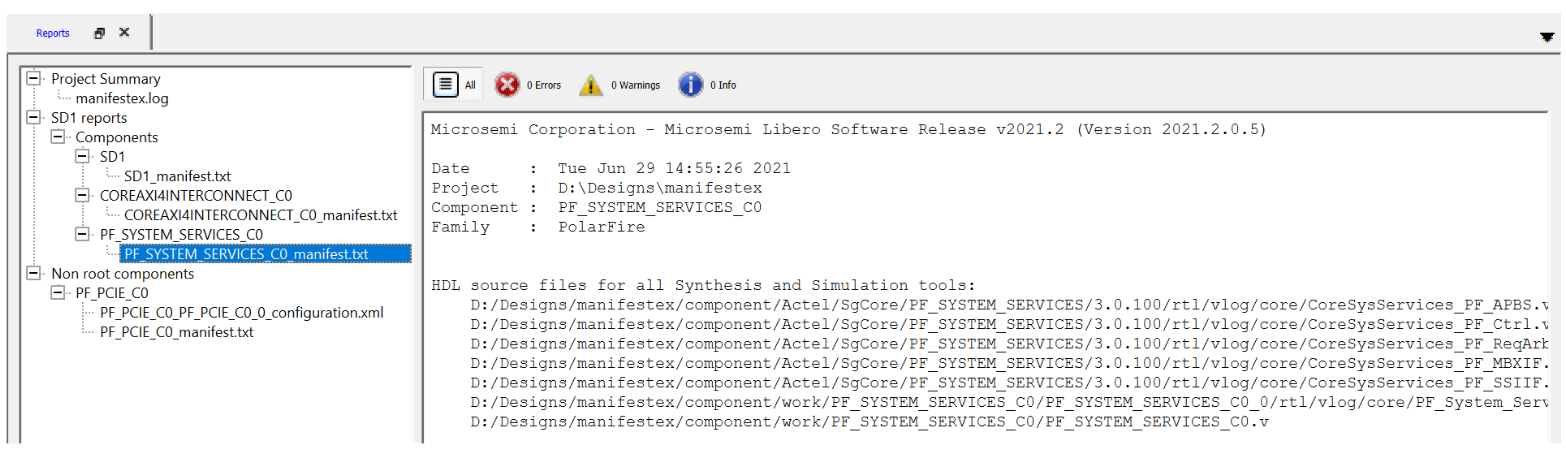 Reports
Project Summary
manifestex.log
SD1 reports
Components
SD1
SD1_manifest.txt
COREAXI4INTERCONNECT_C0
COREAXI4INTERCONNECT_C0_manifest.txt
PF_SYSTEM_SERVICES_C0
PF_SYSTEM_SERVICES_C0_manifest.txt
Non root components
PF_PCIE_C0
PF_PCIE_C0_PF_PCIE_C0_0_configuration.xml
PF_PCIE_C0_manifest.txt
All 0 Errors 0 Warnings 0 Info
Microsemi Corporation - Microsemi Libero Software Release v2021.2 (Version 2021.2.0.5)
Date : Tue Jun 29 14:55:26 2021
Project : D:\Designs\manifestex
Component : PF_SYSTEM_SERVICES_C0
Family : PolarFire
HDL source files for all Synthesis and Simulation tools:
D:/Designs/manifestex/component/Actel/SgCore/PF_SYSTEM_SERVICES/3.0.100/rtl/vlog/core/CoreSysServices_PF_APBS.v
D:/Designs/manifestex/component/Actel/SgCore/PF_SYSTEM_SERVICES/3.0.100/rtl/vlog/core/CoreSysServices_PF_Ctrl.v
D:/Designs/manifestex/component/Actel/SgCore/PF_SYSTEM_SERVICES/3.0.100/rtl/vlog/core/CoreSysServices_PF_ReqArb
D:/Designs/manifestex/component/Actel/SgCore/PF_SYSTEM_SERVICES/3.0.100/rtl/vlog/core/CoreSysServices_PF_MBXIF.
D:/Designs/manifestex/component/Actel/SgCore/PF_SYSTEM_SERVICES/3.0.100/rtl/vlog/core/CoreSysServices_PF_SSIIF.
D:/Designs/manifestex/component/work/PF_SYSTEM_SERVICES_C0/PF_SYSTEM_SERVICES_C0_0/rtl/vlog/core/PF_System_Serv
D:/Designs/manifestex/component/work/PF_SYSTEM_SERVICES_C0/PF_SYSTEM_SERVICES_C0.v